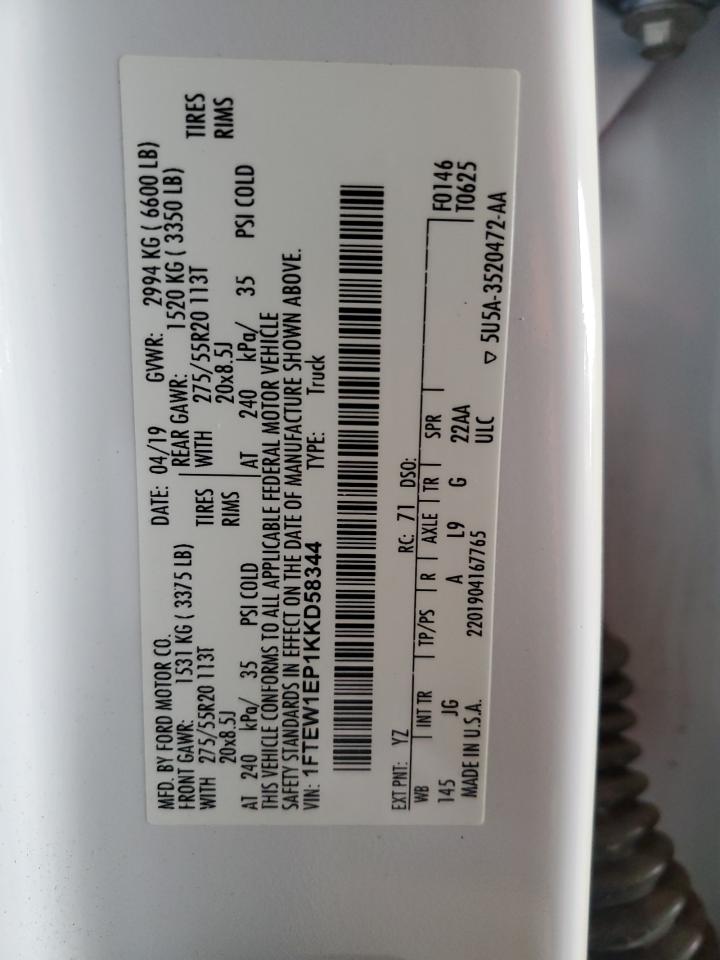 MFD. BY FORD MOTOR CO. DATE: 04/19 GVWR: 2994 KG ( 6600 LB)
FRONT GAWR: 1531 KG ( 3375 LB) REAR GAWR: 1520 KG ( 3350 LB)
WITH 275/55R20 113T TIRES WITH 275/55R20 113T TIRES
20x8.5J RIMS 20x8.5J RIMS
AT 240 kPa/ 35 PSI COLD AT 240 kPa/ 35 PSI COLD
THIS VEHICLE CONFORMS TO ALL APPLICABLE FEDERAL MOTOR VEHICLE
SAFETY STANDARDS IN EFFECT ON THE DATE OF MANUFACTURE SHOWN ABOVE.
VIN: 1FTEW1EP1KKD58344 TYPE: Truck
EXT PNT: YZ RC: 71 DSO:
WB INT TR TP/PS R AXLE TR SPR F0146
145 JG A L9 G 22AA T0625
MADE IN U.S.A. 2201904167765 ULC
▽ 5U5A-3520472-AA